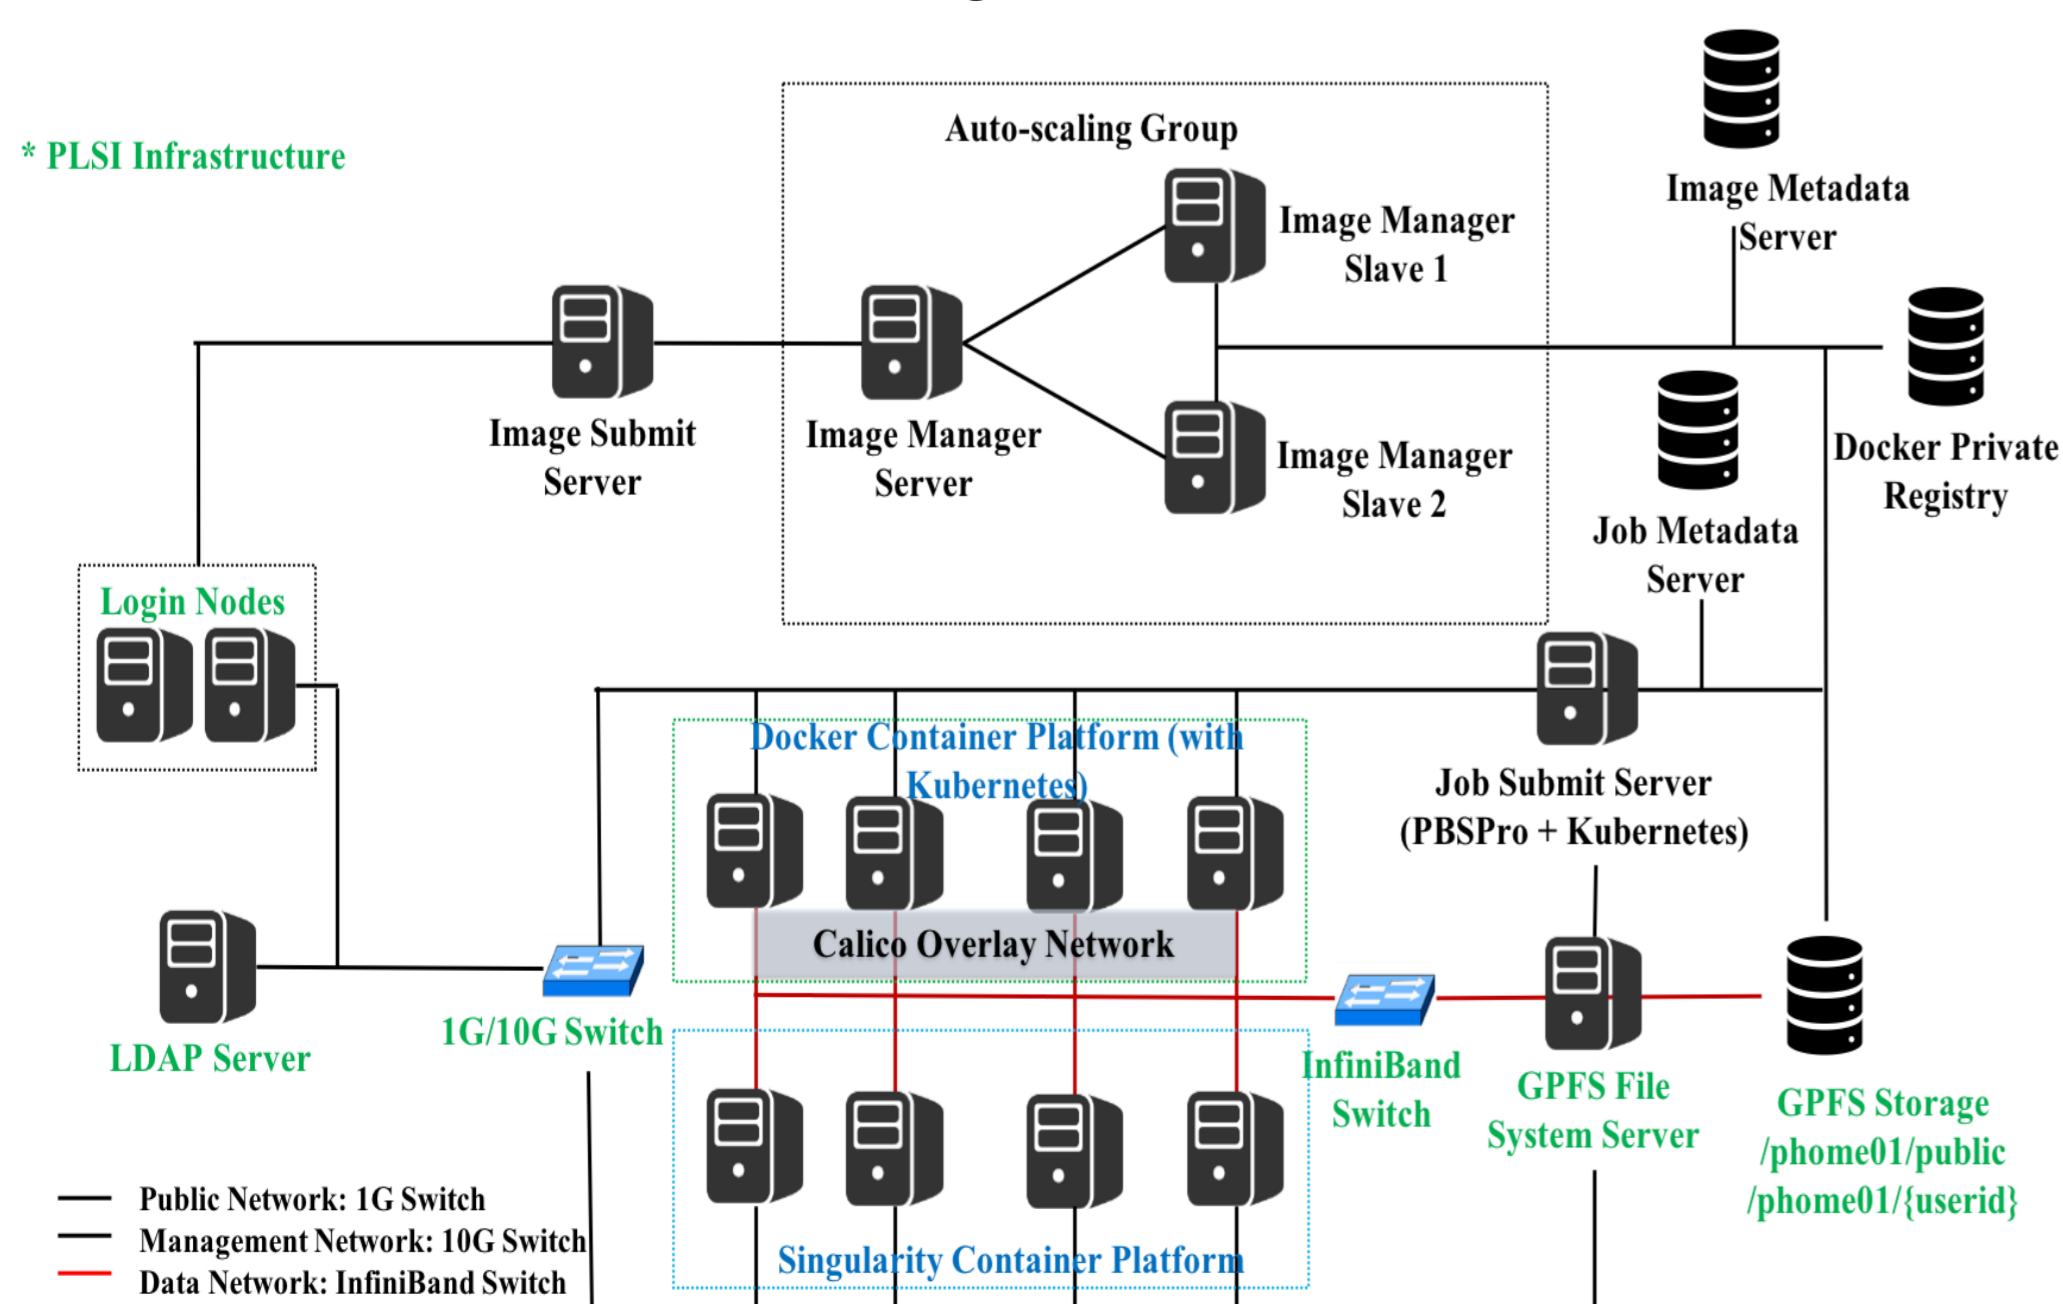 * PLSI Infrastructure
Auto-scaling Group
Image Manager
Slave 1
Image Metadata
Server
Image Submit
Server
Image Manager
Server
Image Manager
Slave 2
Docker Private
Registry
Job Metadata
Server
Login Nodes
Docker Container Platform (with
Kubernetes)
Job Submit Server
(PBSPro + Kubernetes)
Calico Overlay Network
LDAP Server
1G/10G Switch
InfiniBand
Switch
GPFS File
System Server
GPFS Storage
/phome01/public
/phome01/{userid}
Public Network: 1G Switch
Management Network: 10G Switch
Data Network: InfiniBand Switch
Singularity Container Platform